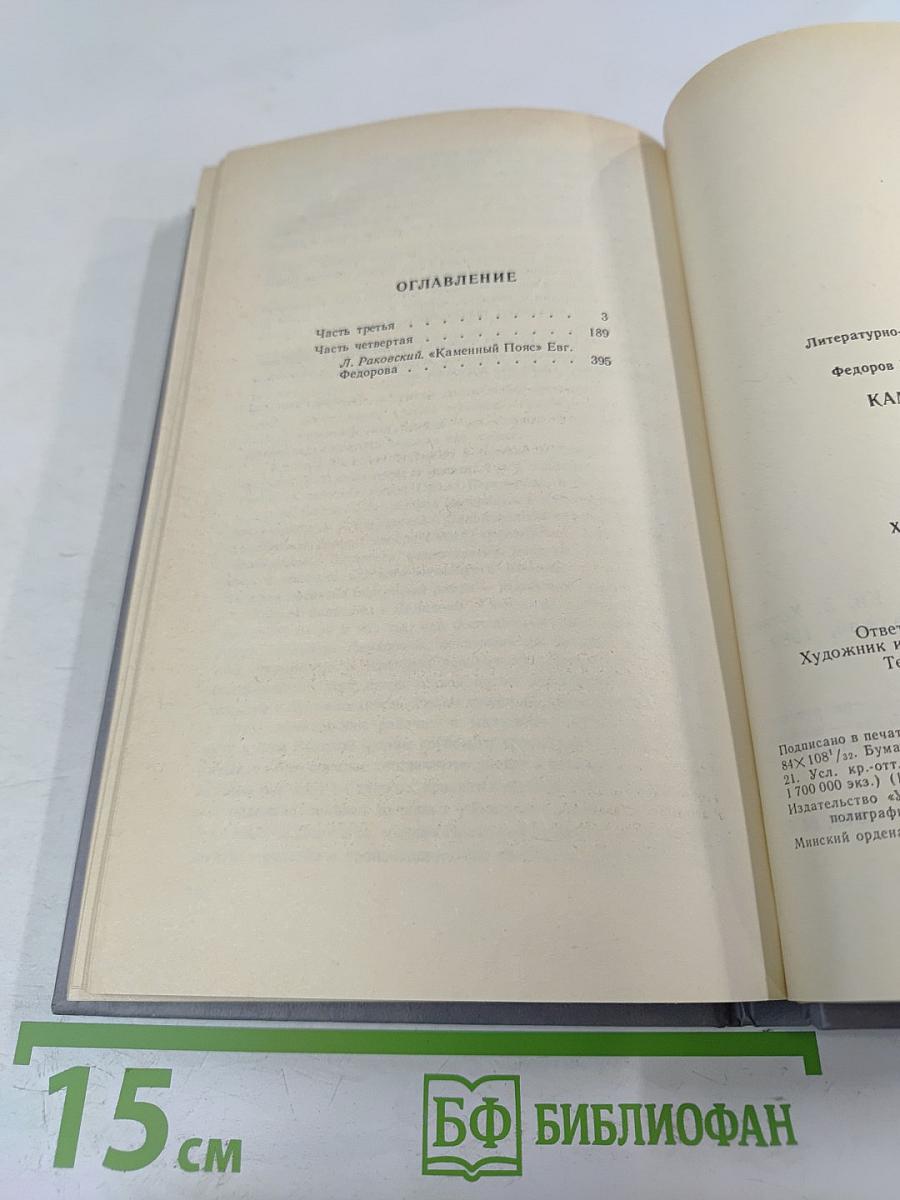 ОГЛАВЛЕНИЕ
Часть третья . . . . . . . . . . 3
Часть четвертая . . . . . . . . . 189
Л. Раковский. «Каменный Пояс» Евг.
Федорова . . . . . . . . . . 395
Литературно-
Федоров
КАМ
Х
Ответ
Художник и
Те
Подписано в печат
84×108¹/₃₂. Бума
21. Усл. кр.-отт.
1 700 000 экз.) (
Издательство «У
полиграфи
Минский ордена
15 см
БФ БИБЛИОФАН